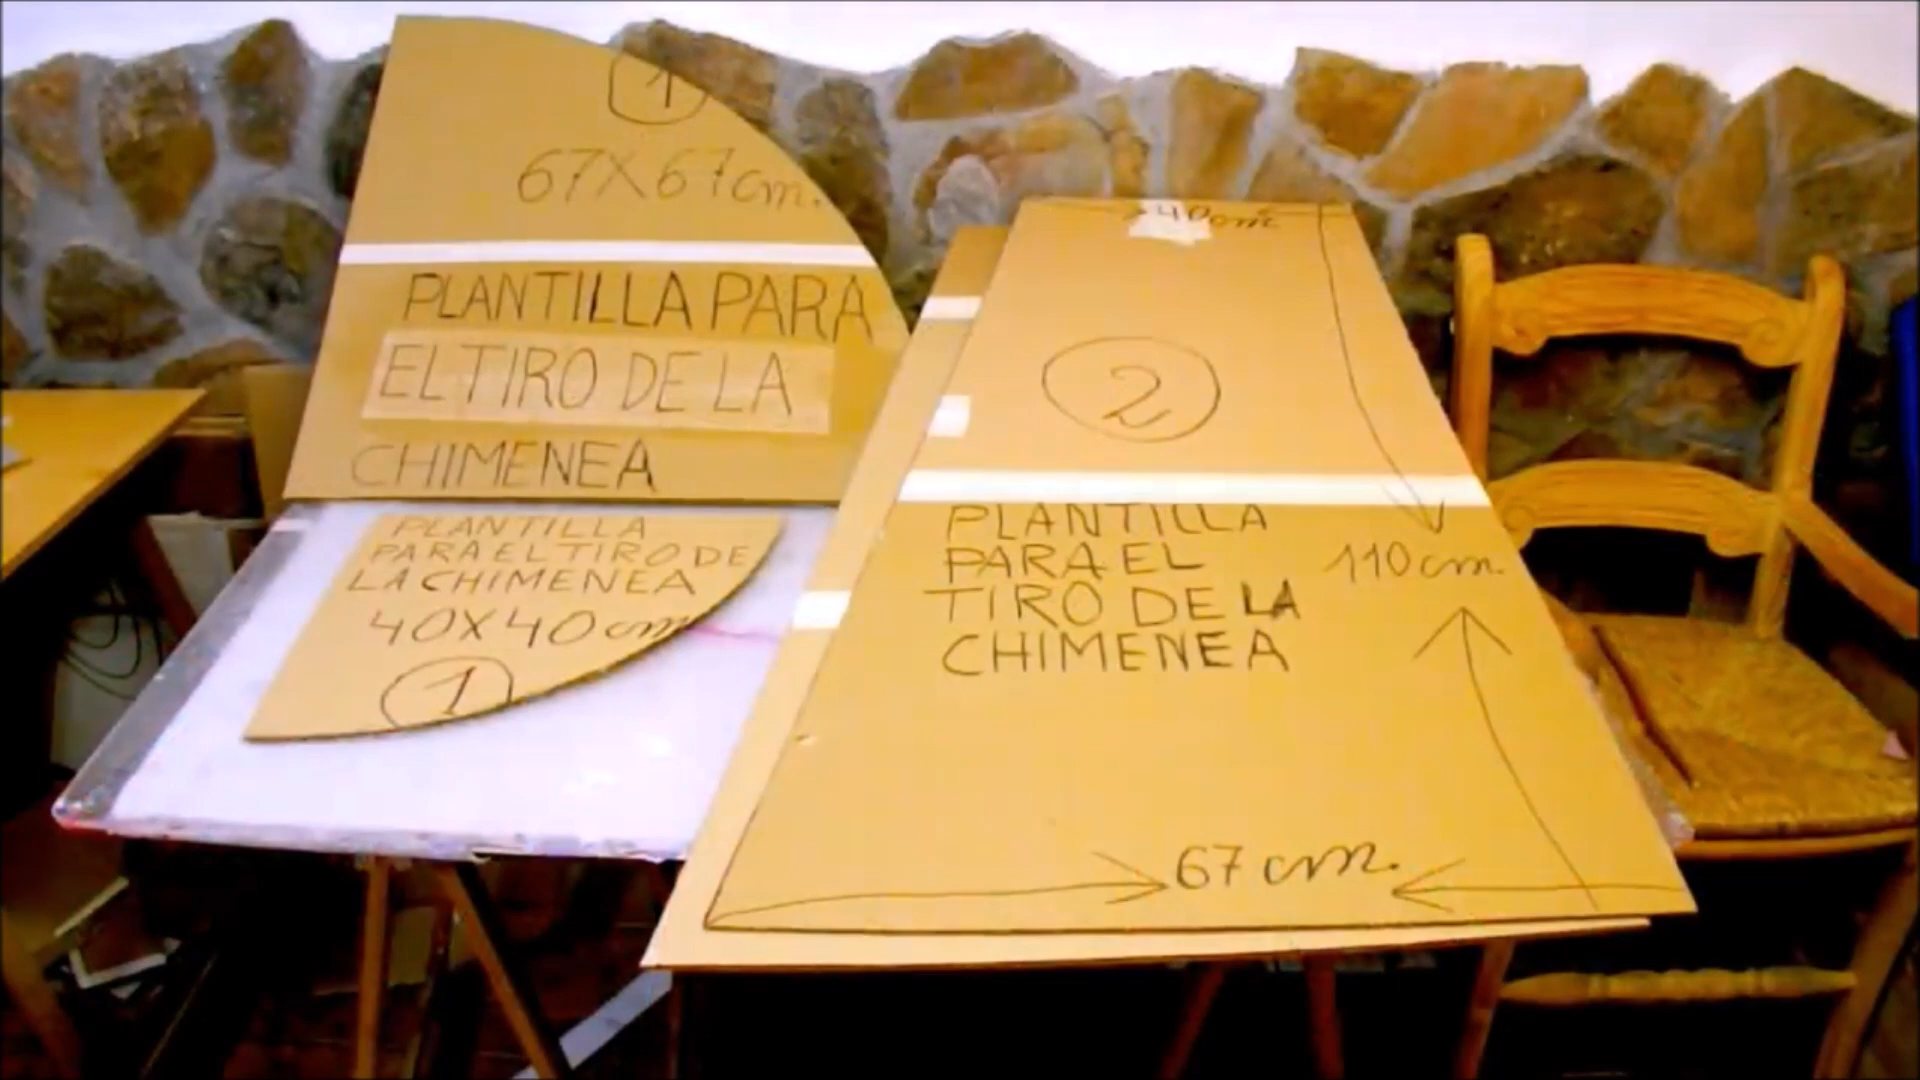 1
67X67cm.
PLANTILLA PARA
EL TIRO DE LA
CHIMENEA
PLANTILLA
PARA EL TIRO DE
LA CHIMENEA
40X40cm
1
40cm
2
PLANTILLA
PARA EL
TIRO DE LA
CHIMENEA
110cm.
67cm.